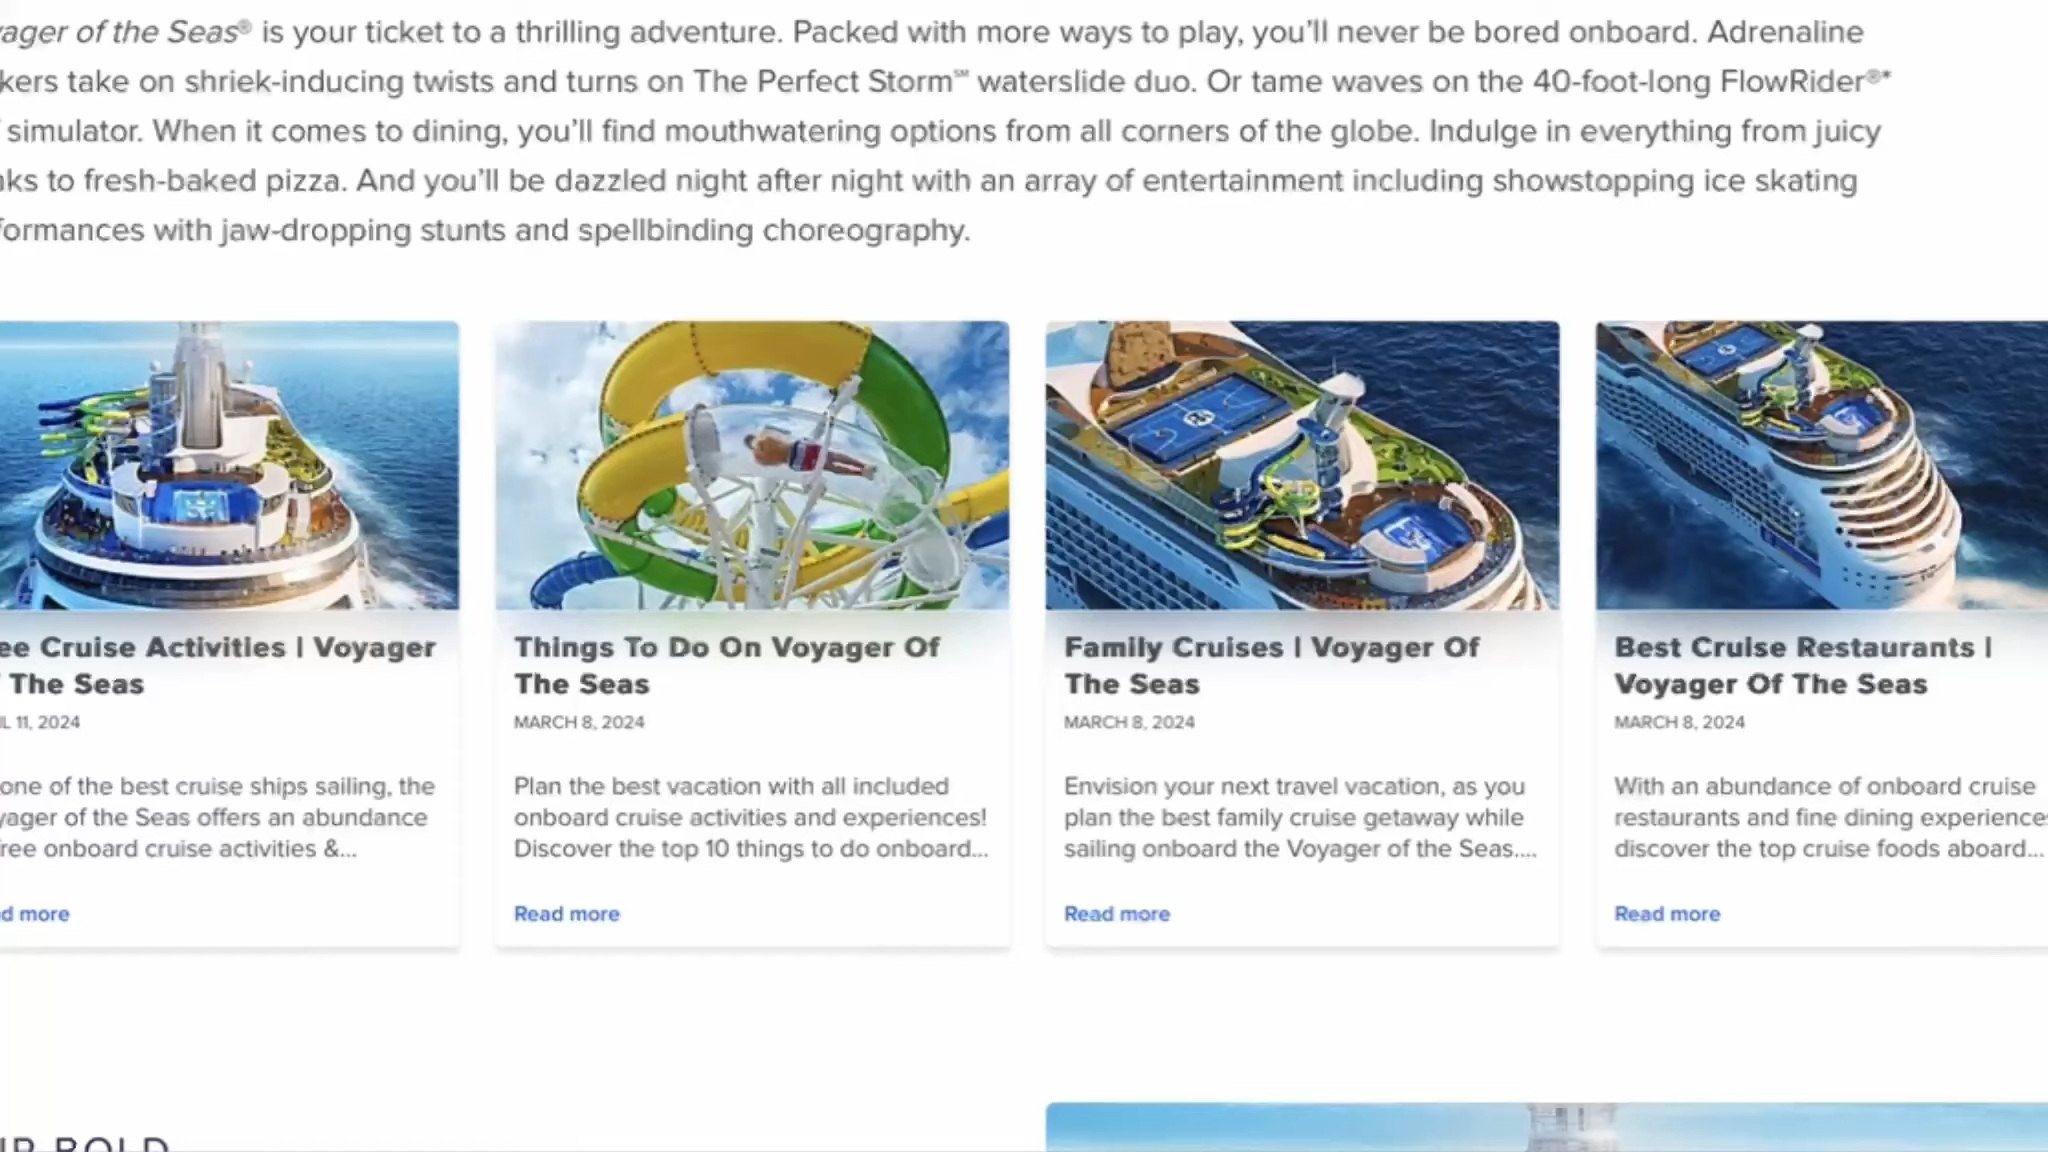 ager of the Seas® is your ticket to a thrilling adventure. Packed with more ways to play, you'll never be bored onboard. Adrenaline
kers take on shriek-inducing twists and turns on The Perfect Storm℠ waterslide duo. Or tame waves on the 40-foot-long FlowRider®*
simulator. When it comes to dining, you'll find mouthwatering options from all corners of the globe. Indulge in everything from juicy
ks to fresh-baked pizza. And you'll be dazzled night after night with an array of entertainment including showstopping ice skating
ormances with jaw-dropping stunts and spellbinding choreography.
ee Cruise Activities | Voyager
The Seas
L 11, 2024
one of the best cruise ships sailing, the
yager of the Seas offers an abundance
ree onboard cruise activities &...
d more
Things To Do On Voyager Of
The Seas
MARCH 8, 2024
Plan the best vacation with all included
onboard cruise activities and experiences!
Discover the top 10 things to do onboard...
Read more
Family Cruises | Voyager Of
The Seas
MARCH 8, 2024
Envision your next travel vacation, as you
plan the best family cruise getaway while
sailing onboard the Voyager of the Seas....
Read more
Best Cruise Restaurants |
Voyager Of The Seas
MARCH 8, 2024
With an abundance of onboard cruise
restaurants and fine dining experience
discover the top cruise foods aboard...
Read more
BOLD